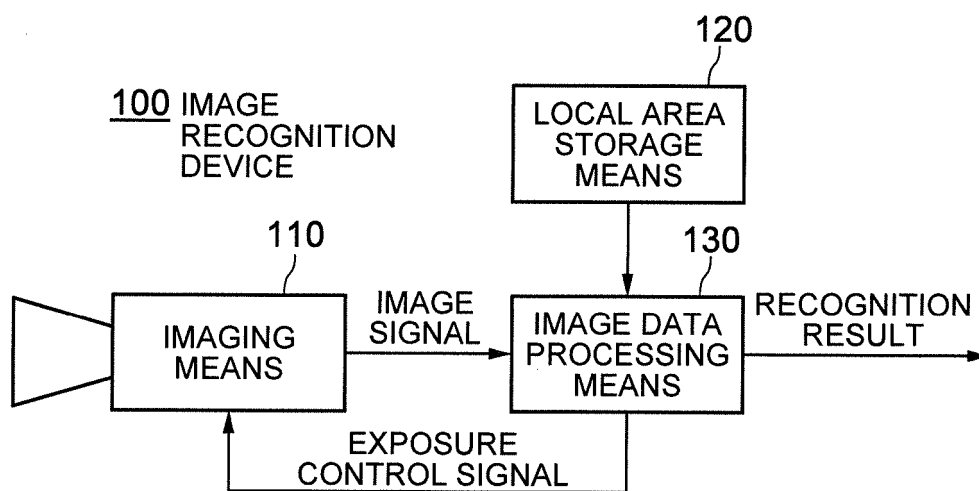 120
100 IMAGE
RECOGNITION
DEVICE
LOCAL AREA
STORAGE
MEANS
110
130
IMAGING
MEANS
IMAGE
SIGNAL
IMAGE DATA
PROCESSING
MEANS
RECOGNITION
RESULT
EXPOSURE
CONTROL SIGNAL